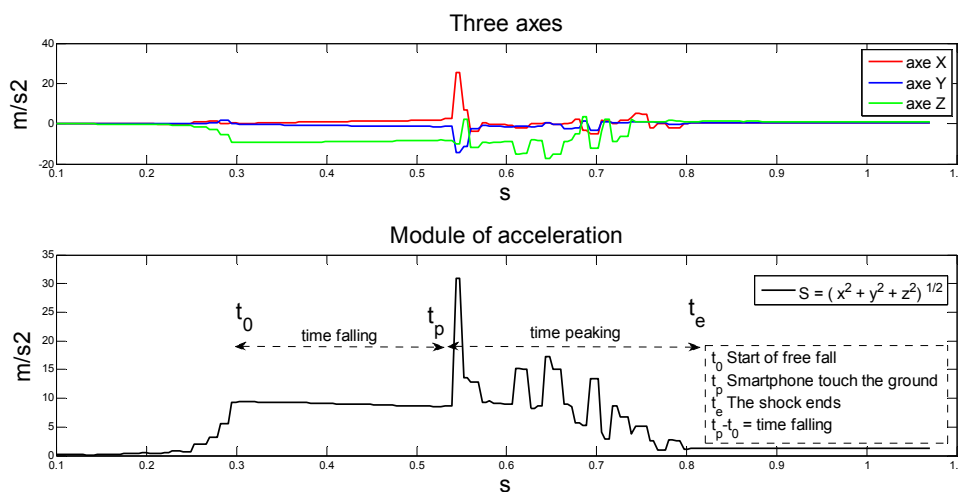 Three axes
40
20
0
-20
m/s2
axe X
axe Y
axe Z
0.1 0.2 0.3 0.4 0.5 0.6 0.7 0.8 0.9 1 1.
s
Module of acceleration
35
30
25
20
15
10
5
0
m/s2
S = ( x² + y² + z²) ¹/²
t₀ time falling tₚ time peaking tₑ
t₀ Start of free fall
tₚ Smartphone touch the ground
tₑ The shock ends
tₚ-t₀ = time falling
0.1 0.2 0.3 0.4 0.5 0.6 0.7 0.8 0.9 1 1.
s